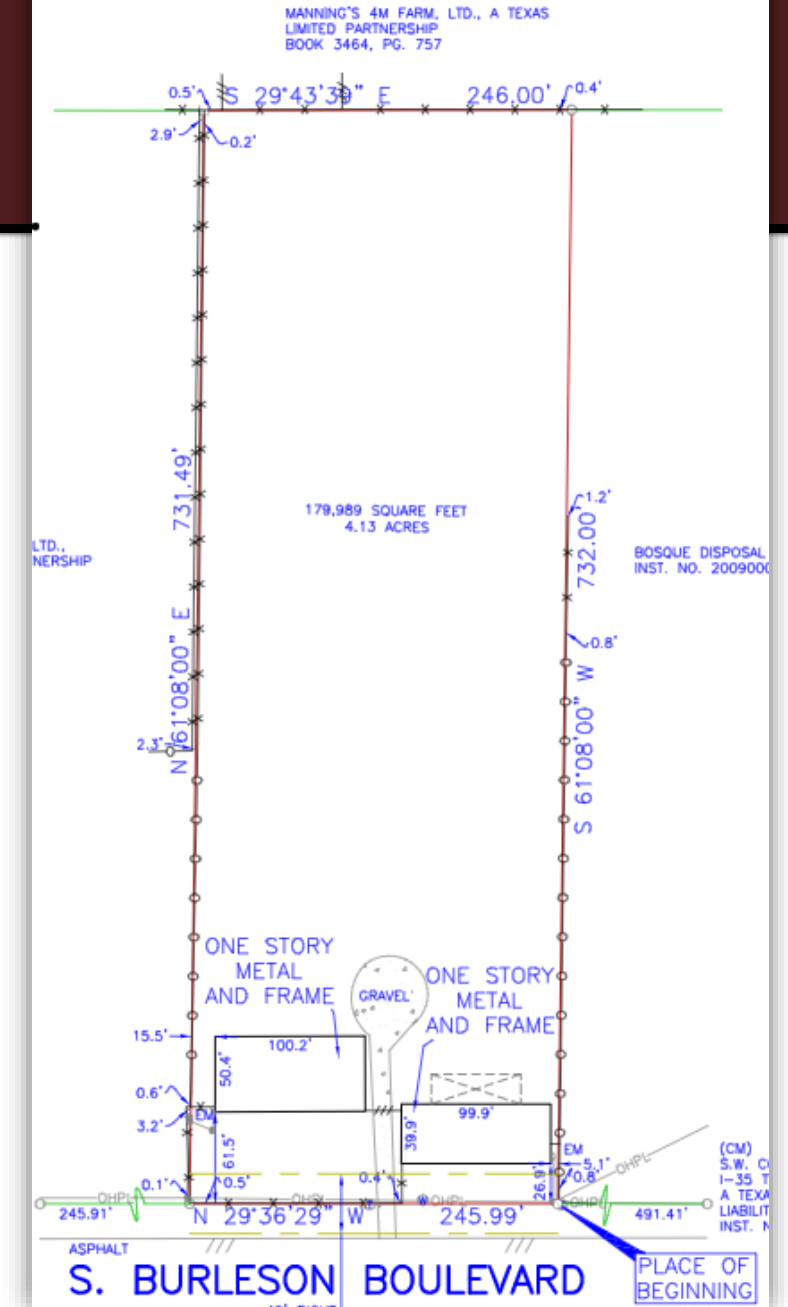 MANNING'S 4M FARM, LTD., A TEXAS
LIMITED PARTNERSHIP
BOOK 3464, PG. 757
0.5'
S 29°43'39" E
246.00'
0.4'
2.9'
0.2'
731.49'
N 61°08'00" E
179,989 SQUARE FEET
4.13 ACRES
1.2'
732.00'
LTD.,
NERSHIP
BOSQUE DISPOSAL
INST. NO. 200900
0.8'
S 61°08'00" W
2.3'
ONE STORY
METAL
AND FRAME
GRAVEL
ONE STORY
METAL
AND FRAME
15.5'
100.2'
50.4'
0.6'
EM
3.2'
61.5'
99.9'
39.9'
EM
5.1'
0.8'
26.9'
0.1'
0.5'
0.4'
OHPL
OHPL
OHPL
OHPL
OHPL
(CM)
S.W.
I-35
A TEXA
LIABILIT
INST.
245.91'
N 29°36'29" W
245.99'
491.41'
ASPHALT
S. BURLESON BOULEVARD
PLACE OF
BEGINNING